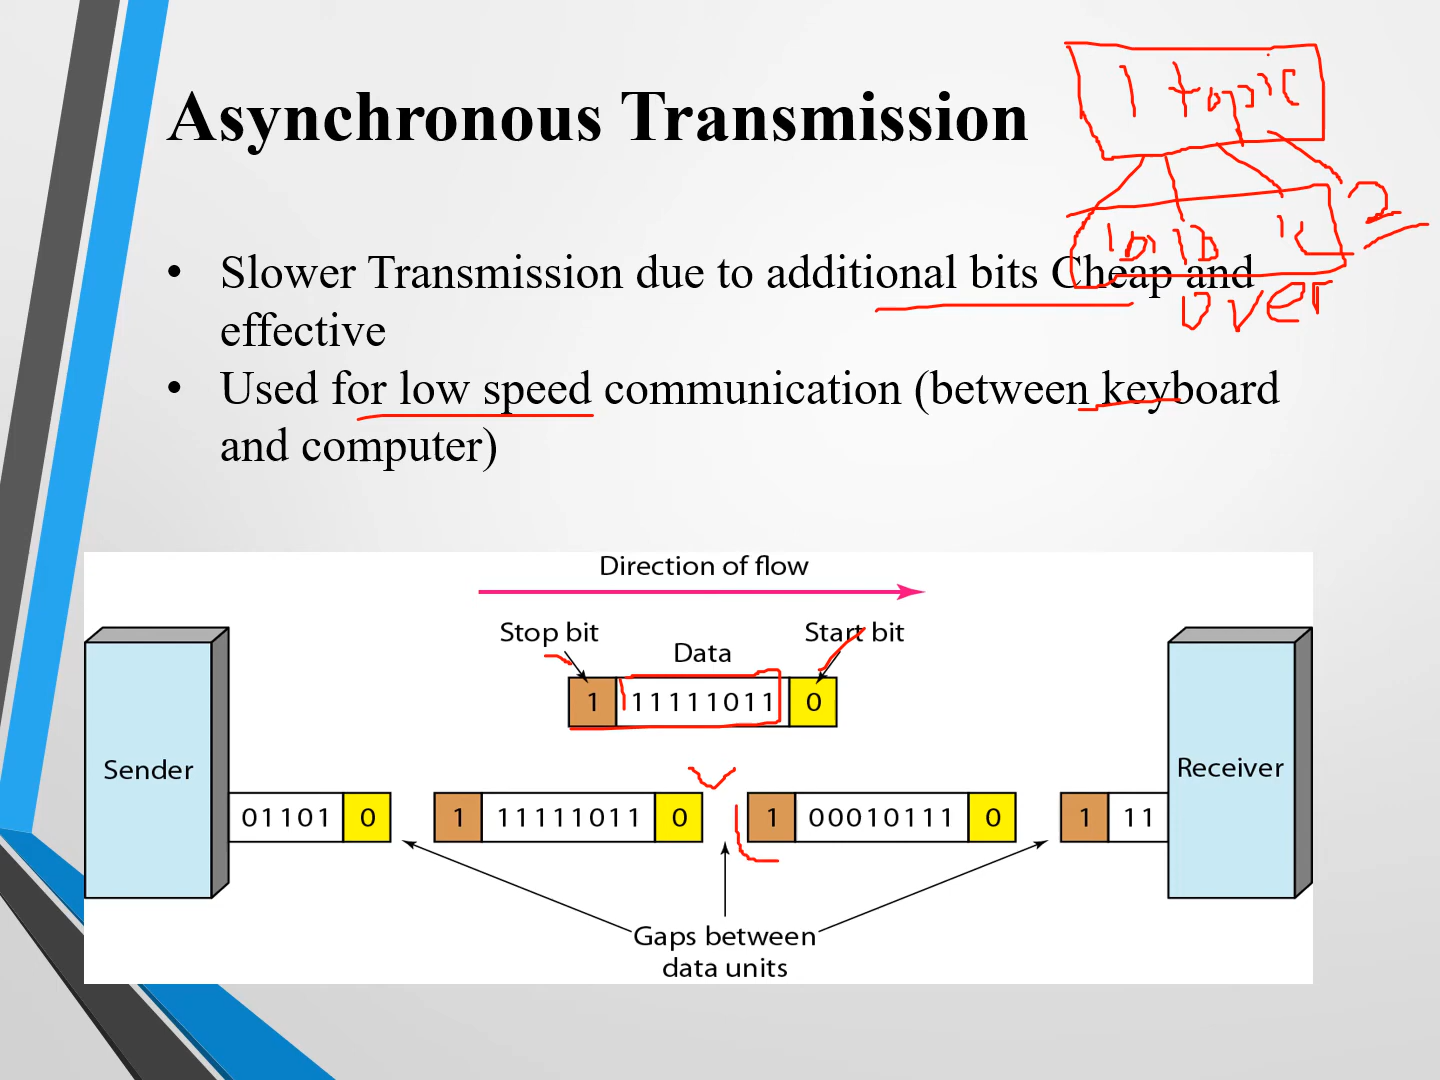 Asynchronous Transmission
1 topic
2
• Slower Transmission due to additional bits Cheap and
effective
over
• Used for low speed communication (between keyboard
and computer)
Direction of flow
Stop bit
Start bit
Data
1 11111011 0
Sender
Receiver
01101 0 1 11111011 0 1 00010111 0 1 11
Gaps between
data units